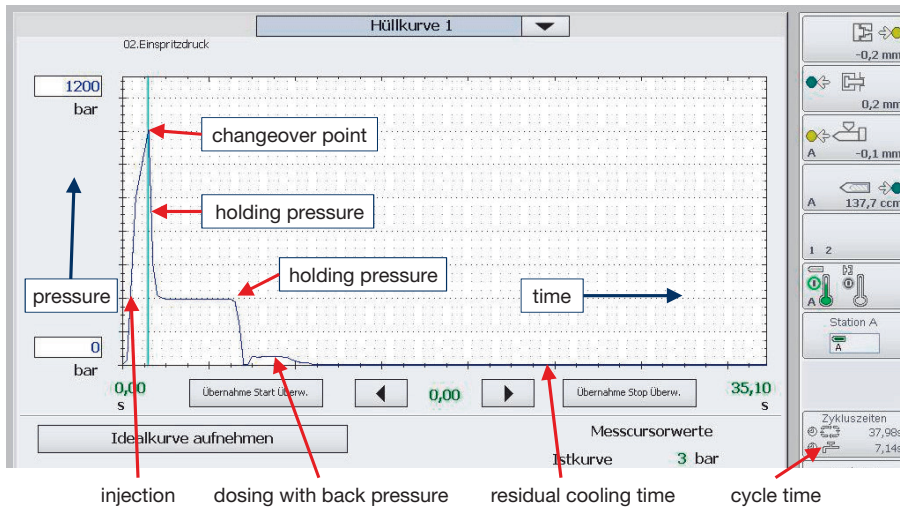 Hüllkurve 1
02.Einspritzdruck
1200
bar
changeover point
holding pressure
holding pressure
pressure
time
0
bar
0,00
s
Übernahme Start Überw.
0,00
Übernahme Stop Überw.
35,10
s
Idealkurve aufnehmen
Messcursorwerte
Istkurve 3 bar
-0,2 mm
0,2 mm
A -0,1 mm
A 137,7 ccm
1 2
A
Station A
A
Zykluszeiten
37,98s
7,14s
injection
dosing with back pressure
residual cooling time
cycle time